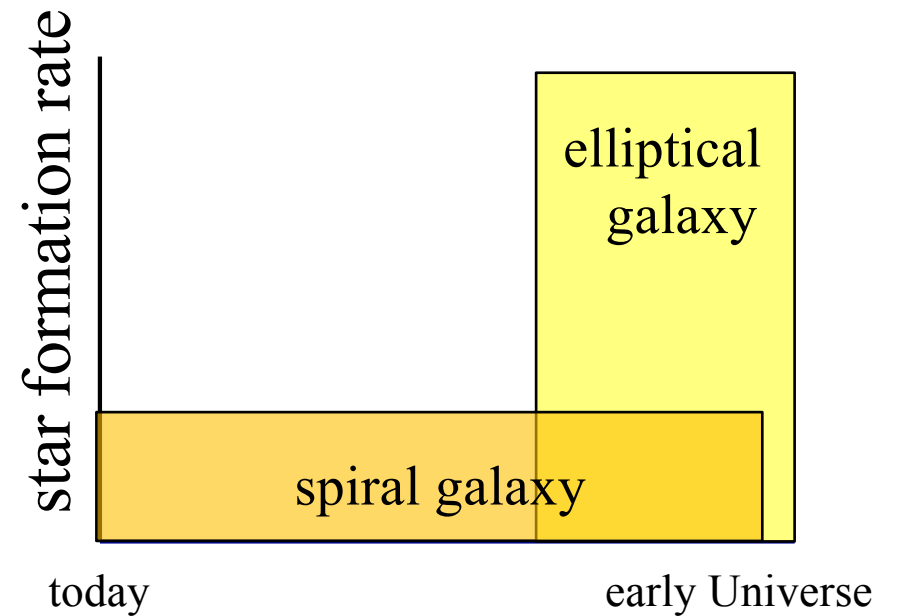 star formation rate
elliptical
galaxy
spiral galaxy
today
early Universe